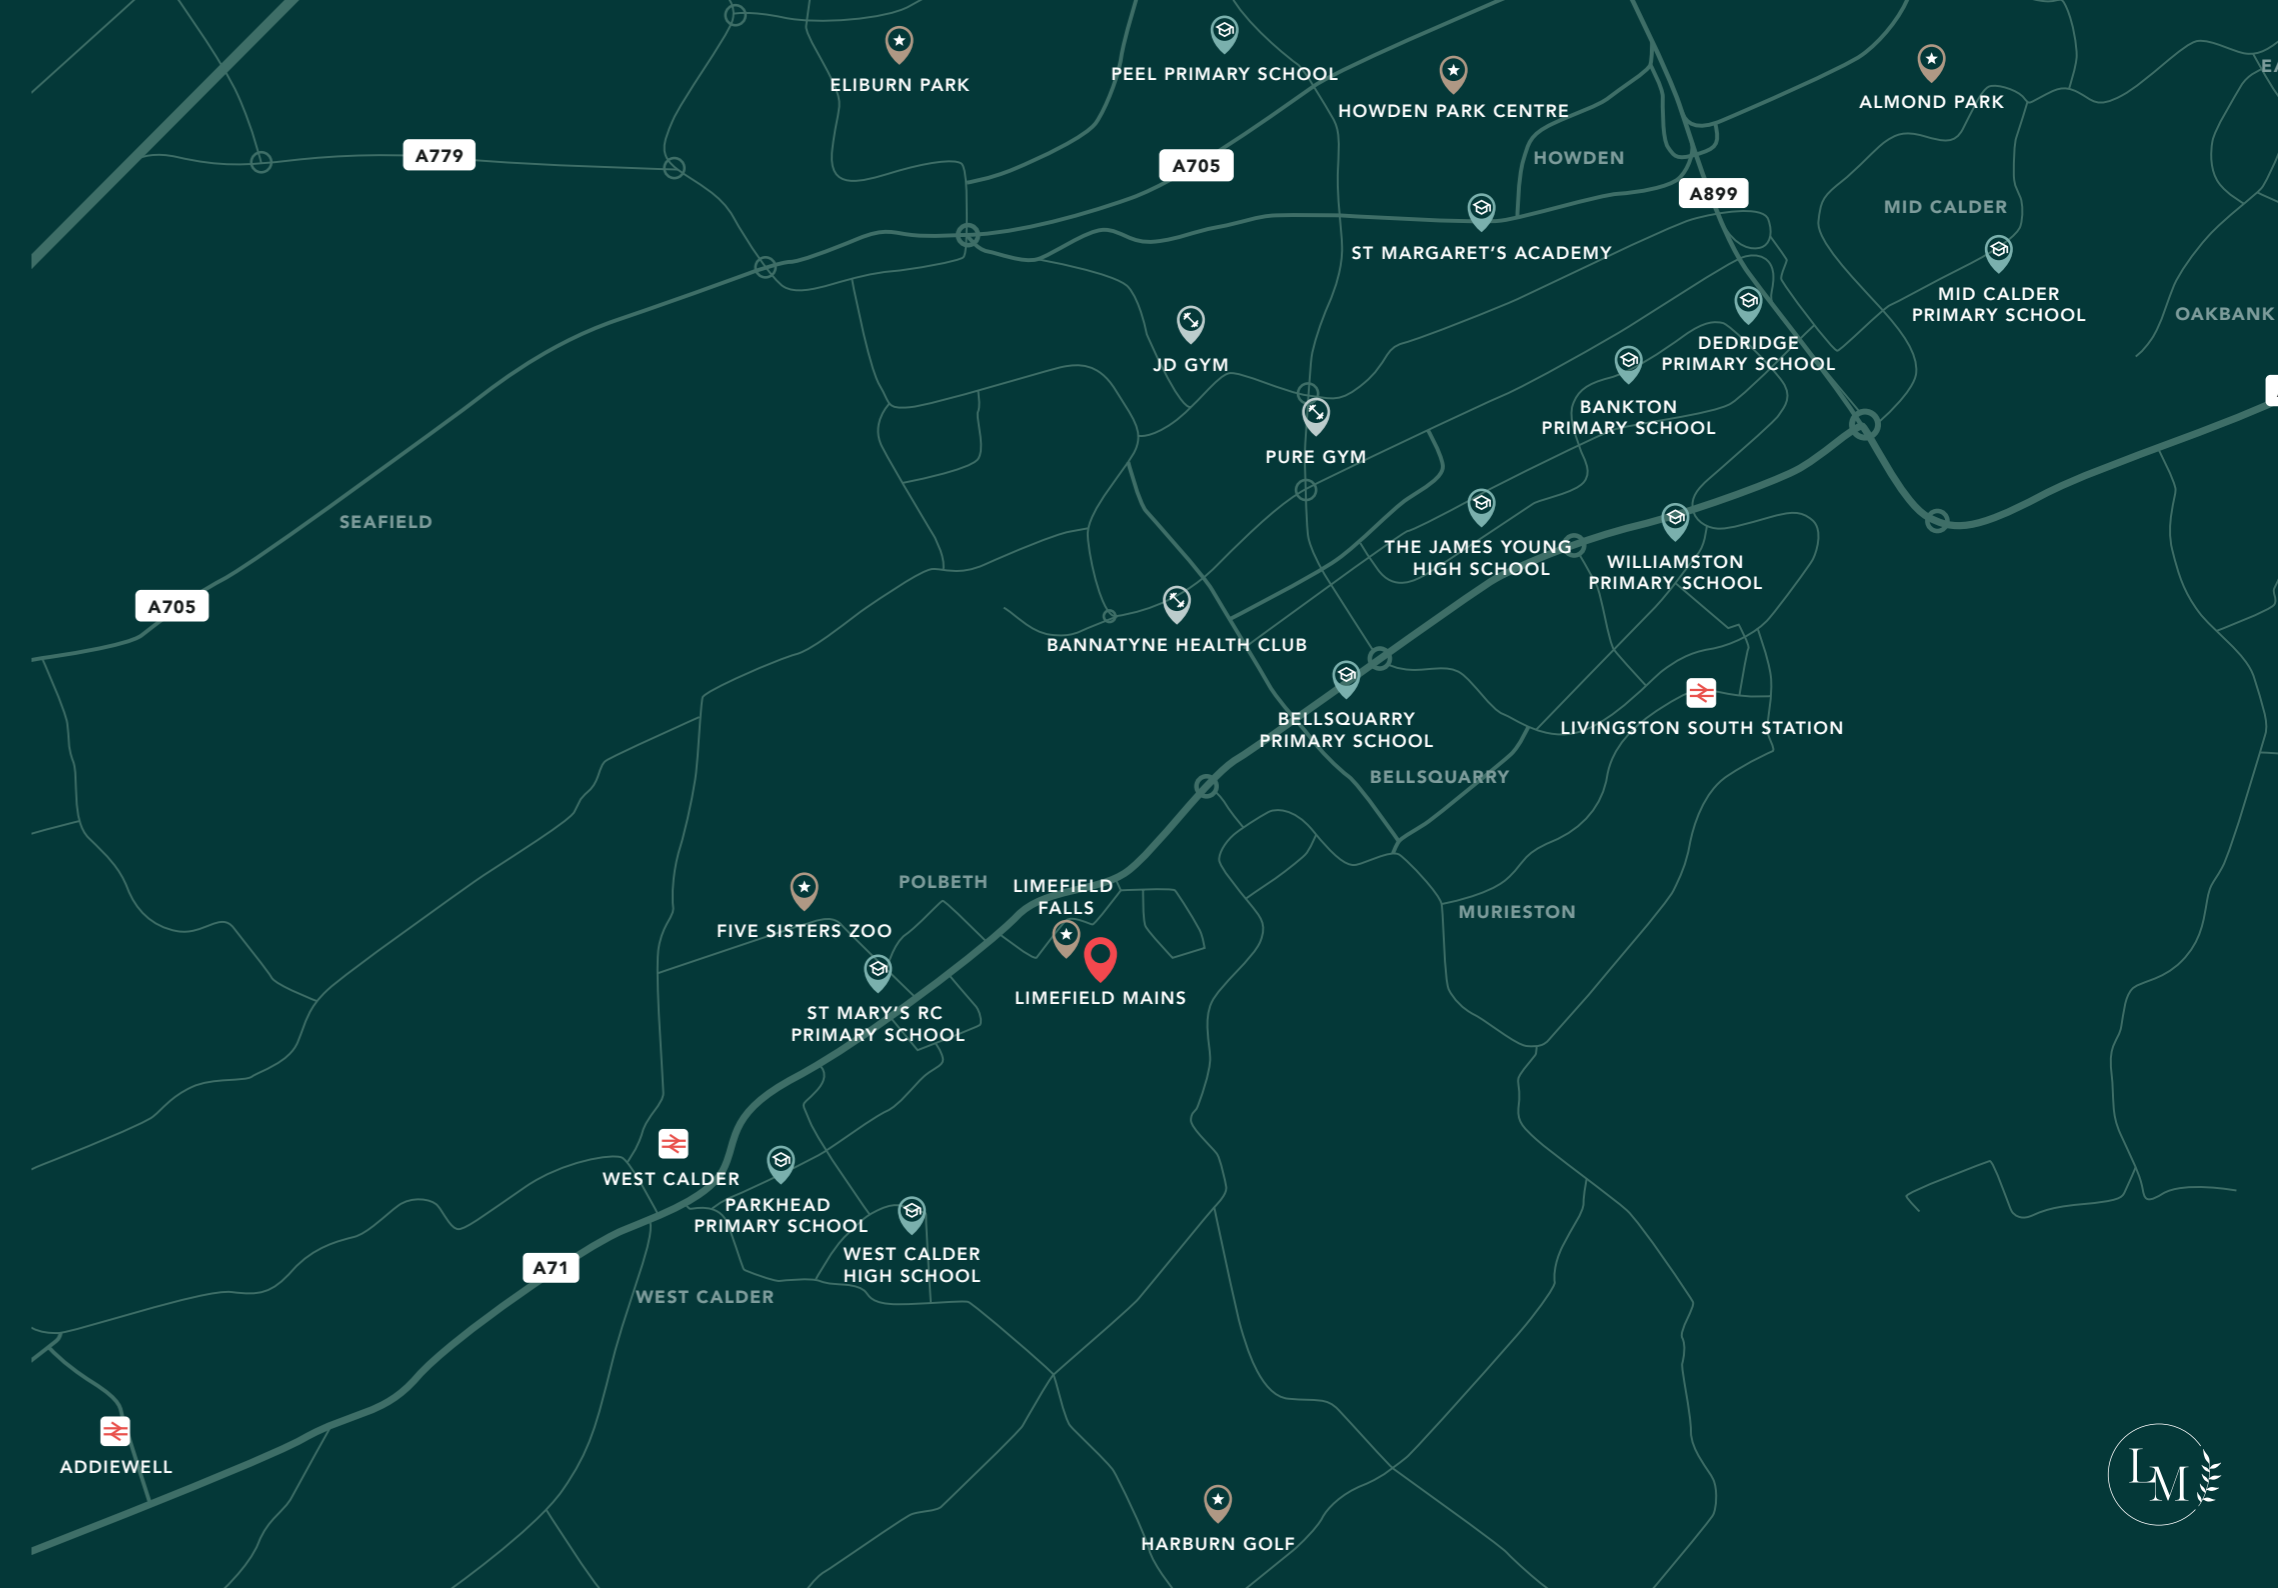 ELIBURN PARK
PEEL PRIMARY SCHOOL
HOWDEN PARK CENTRE
ALMOND PARK
A779
A705
HOWDEN
A899
MID CALDER
ST MARGARET’S ACADEMY
MID CALDER
PRIMARY SCHOOL
OAKBANK
DEDRIDGE
PRIMARY SCHOOL
JD GYM
BANKTON
PRIMARY SCHOOL
PURE GYM
SEAFIELD
THE JAMES YOUNG
HIGH SCHOOL
WILLIAMSTON
PRIMARY SCHOOL
A705
BANNATYNE HEALTH CLUB
BELLSQUARRY
PRIMARY SCHOOL
LIVINGSTON SOUTH STATION
BELLSQUARRY
POLBETH
LIMEFIELD
FALLS
MURIESTON
FIVE SISTERS ZOO
LIMEFIELD MAINS
ST MARY’S RC
PRIMARY SCHOOL
WEST CALDER
PARKHEAD
PRIMARY SCHOOL
WEST CALDER
HIGH SCHOOL
A71
WEST CALDER
ADDIEWELL
HARBURN GOLF
LM